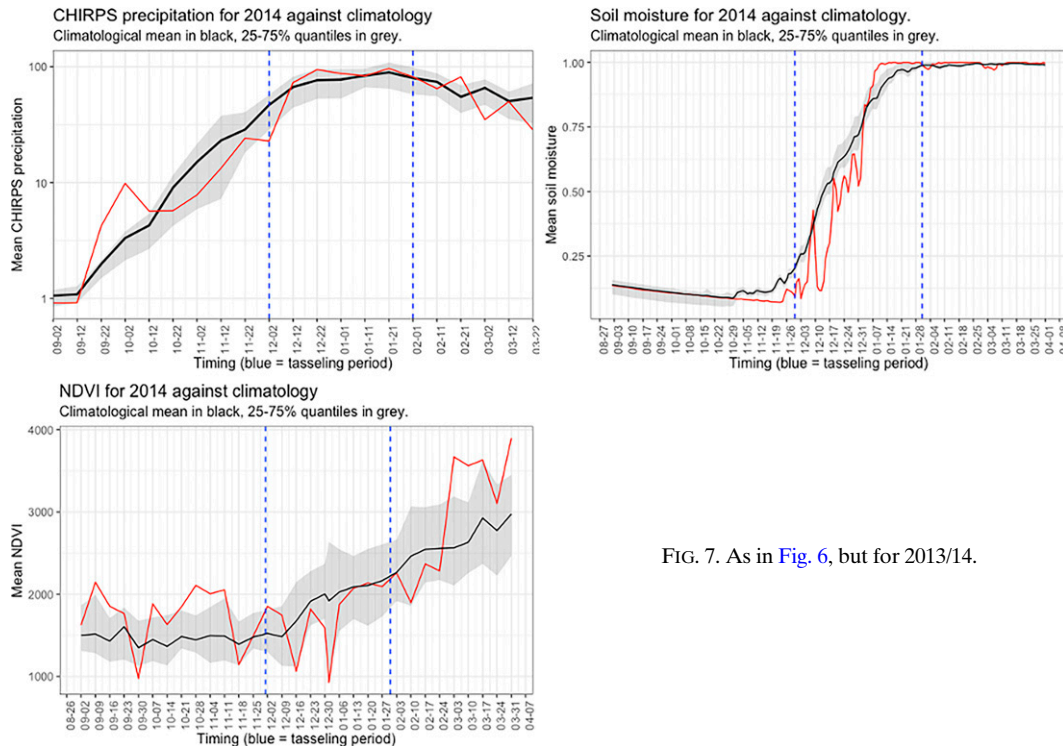 CHIRPS precipitation for 2014 against climatology
Climatological mean in black, 25-75% quantiles in grey.
Mean CHIRPS precipitation
100
10
1
09-02 09-12 09-22 10-02 10-12 10-22 11-02 11-12 11-22 12-02 12-12 12-22 01-01 01-11 01-21 02-01 02-11 02-21 03-02 03-12 03-22
Timing (blue = tasseling period)
Soil moisture for 2014 against climatology.
Climatological mean in black, 25-75% quantiles in grey.
Mean soil moisture
1.00
0.75
0.50
0.25
08-27 09-03 09-10 09-17 10-01 10-08 10-15 10-22 10-29 11-05 11-12 11-19 11-26 12-03 12-10 12-17 12-24 12-31 01-07 01-14 01-21 01-28 02-04 02-11 02-18 02-25 03-04 03-11 03-18 03-25 04-01 04-08
Timing (blue = tasseling period)
NDVI for 2014 against climatology
Climatological mean in black, 25-75% quantiles in grey.
Mean NDVI
4000
3000
2000
1000
08-26 09-02 09-09 09-16 09-23 09-30 10-07 10-14 10-21 10-28 11-04 11-11 11-18 11-25 12-02 12-09 12-16 12-23 12-30 01-06 01-13 01-20 01-27 02-03 02-10 02-17 02-24 03-03 03-10 03-17 03-24 03-31 04-07
Timing (blue = tasseling period)
FIG. 7. As in Fig. 6, but for 2013/14.